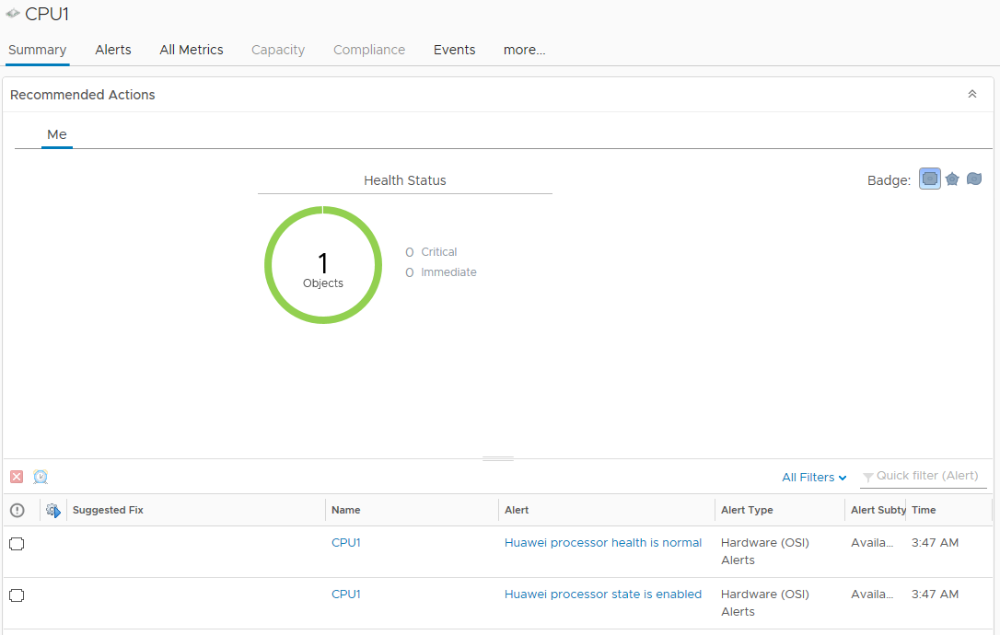 CPU1
Summary Alerts All Metrics Capacity Compliance Events more...
Recommended Actions
Me
Health Status
Badge:
1
Objects
0 Critical
0 Immediate
All Filters Quick filter (Alert)
Suggested Fix Name Alert Alert Type Alert Subty Time
CPU1 Huawei processor health is normal Hardware (OSI) Availa... 3:47 AM
Alerts
CPU1 Huawei processor state is enabled Hardware (OSI) Availa... 3:47 AM
Alerts